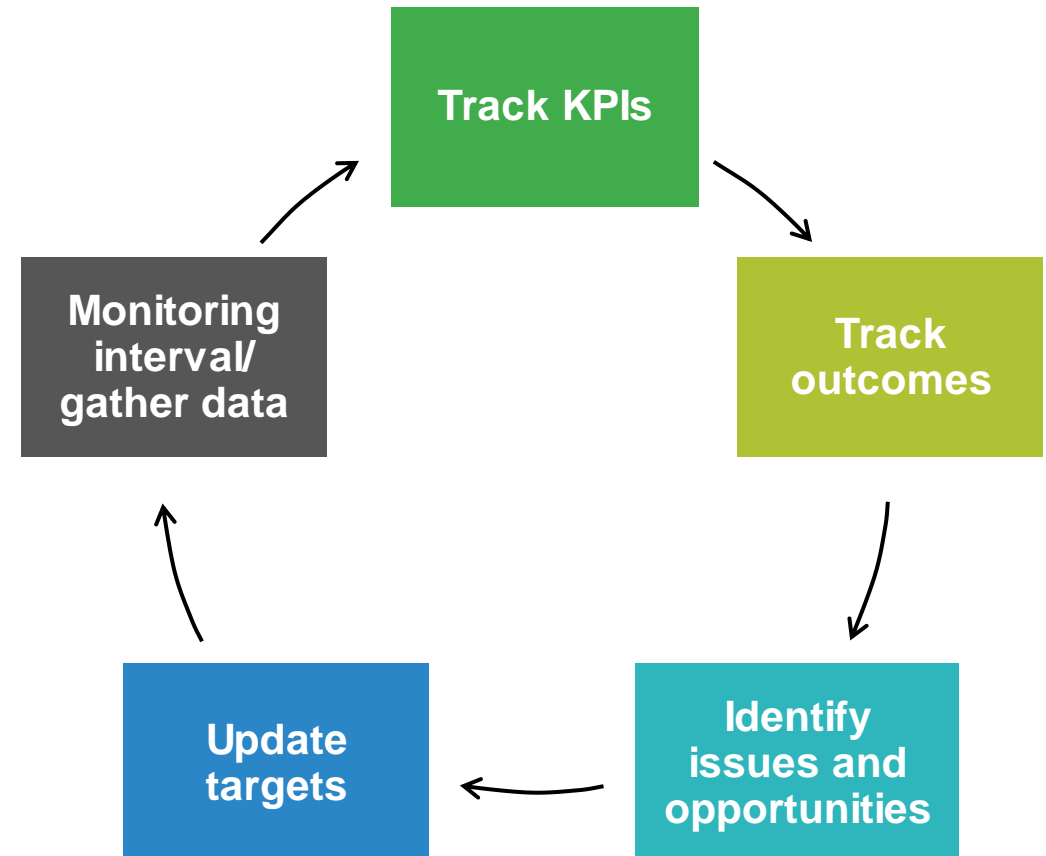 Track KPIs
Track
outcomes
Identify
issues and
opportunities
Update
targets
Monitoring
interval/
gather data